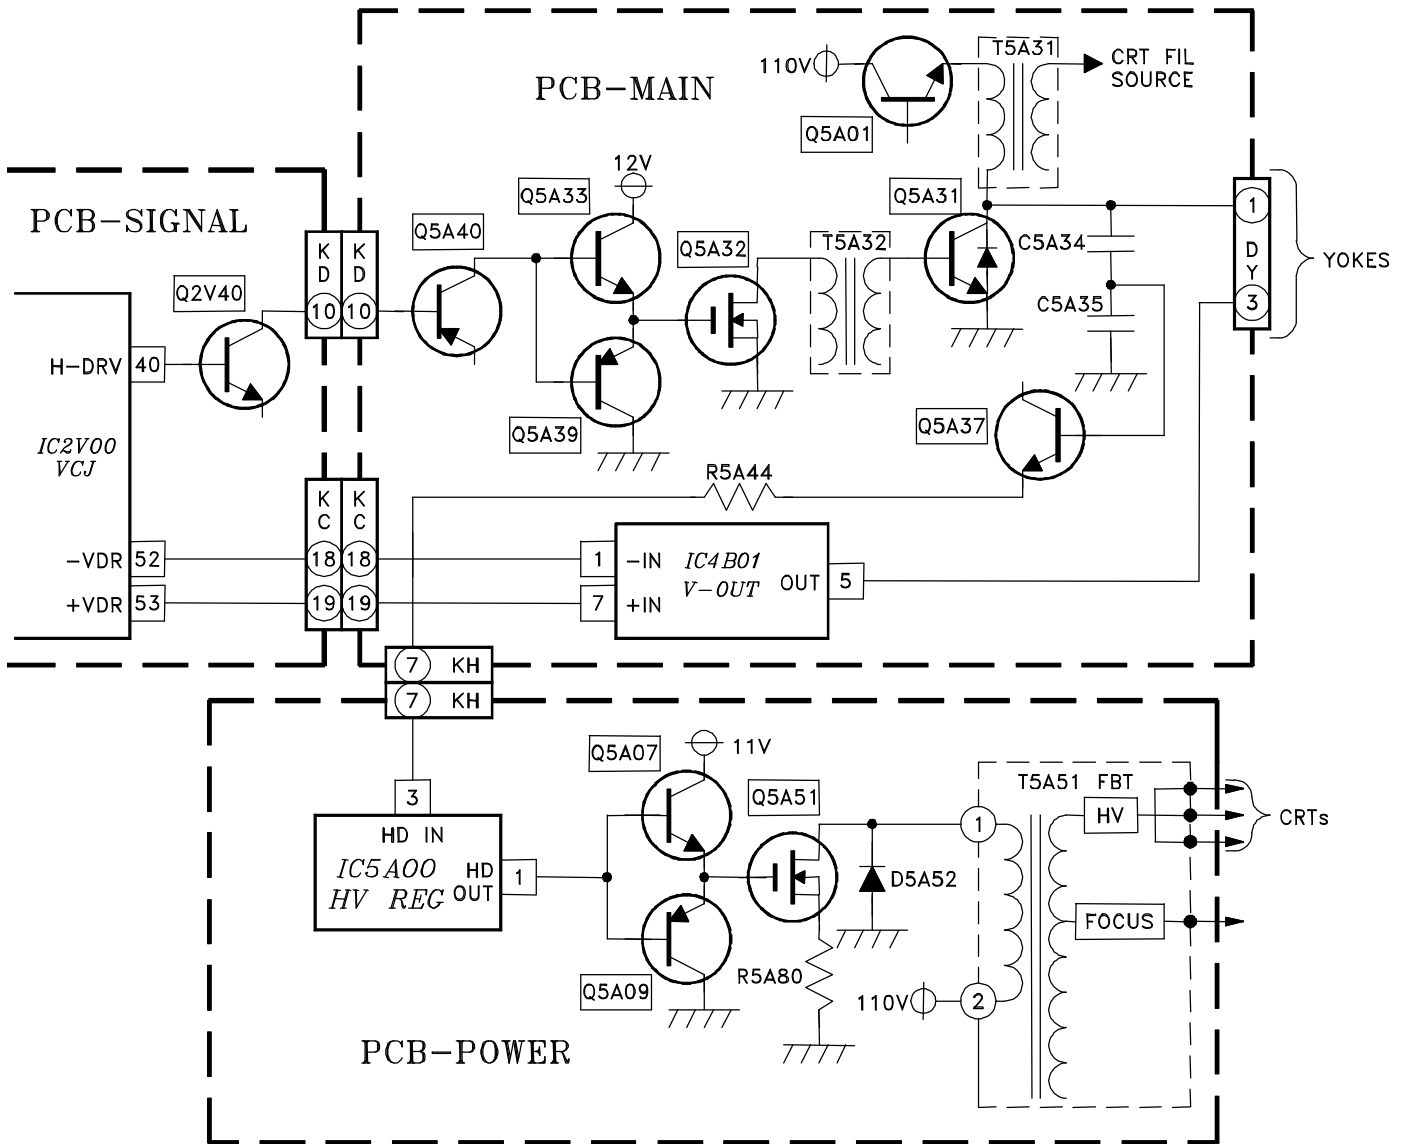 PCB-MAIN
110V
T5A31
CRT FIL
SOURCE
Q5A01
12V
Q5A33
Q5A31
PCB-SIGNAL
Q5A40
Q5A32
T5A32
C5A34
1
D
Y
3
YOKES
K
D
10
K
D
10
Q2V40
C5A35
H-DRV
40
Q5A39
Q5A37
IC2V00
VCJ
R5A44
K
C
18
19
K
C
18
19
-VDR
52
+VDR
53
1
-IN
7
+IN
IC4B01
V-OUT
OUT
5
7
KH
7
KH
Q5A07
11V
Q5A51
T5A51 FBT
HV
CRTs
3
HD IN
IC5A00
HV REG
HD
OUT
1
1
D5A52
FOCUS
Q5A09
R5A80
110V
2
PCB-POWER